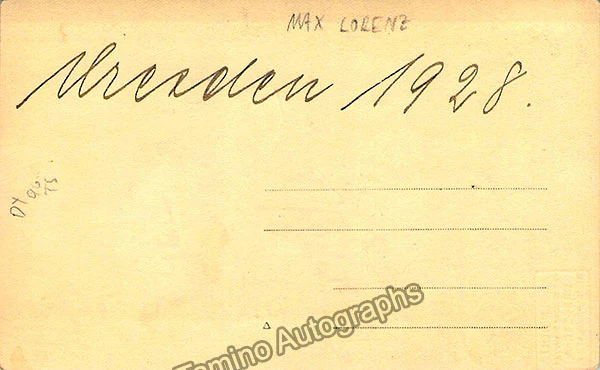 MAX LORENZ
Dresden 1928.
Tamino Autographs